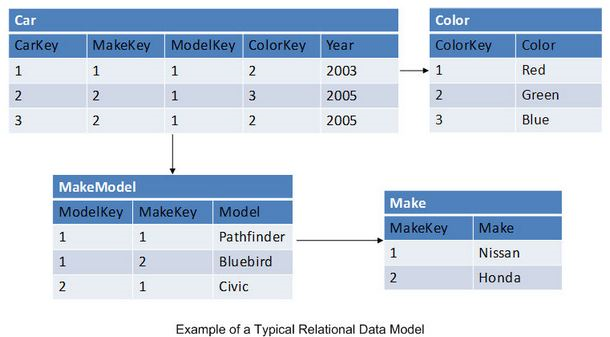 Car
CarKey MakeKey ModelKey ColorKey Year
1 1 1 2 2003
2 2 1 3 2005
3 2 1 2 2005
Color
ColorKey Color
1 Red
2 Green
3 Blue
MakeModel
ModelKey MakeKey Model
1 1 Pathfinder
1 2 Bluebird
2 1 Civic
Make
MakeKey Make
1 Nissan
2 Honda
Example of a Typical Relational Data Model